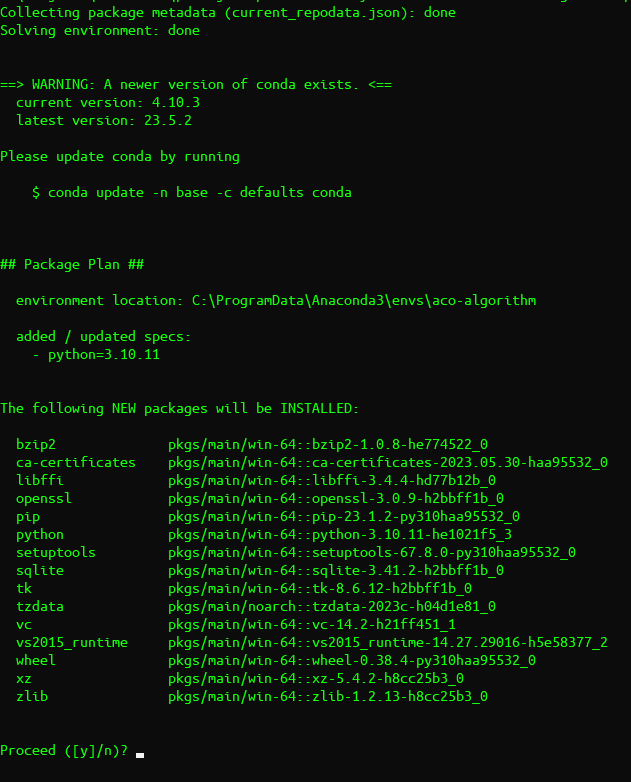 Collecting package metadata (current_repodata.json): done
Solving environment: done
==> WARNING: A newer version of conda exists. <==
  current version: 4.10.3
  latest version: 23.5.2
Please update conda by running
    $ conda update -n base -c defaults conda
## Package Plan ##
  environment location: C:\ProgramData\Anaconda3\envs\aco-algorithm
  added / updated specs:
    - python=3.10.11
The following NEW packages will be INSTALLED:
  bzip2              pkgs/main/win-64::bzip2-1.0.8-he774522_0
  ca-certificates    pkgs/main/win-64::ca-certificates-2023.05.30-haa95532_0
  libffi             pkgs/main/win-64::libffi-3.4.4-hd77b12b_0
  openssl            pkgs/main/win-64::openssl-3.0.9-h2bbff1b_0
  pip                pkgs/main/win-64::pip-23.1.2-py310haa95532_0
  python             pkgs/main/win-64::python-3.10.11-he1021f5_3
  setuptools         pkgs/main/win-64::setuptools-67.8.0-py310haa95532_0
  sqlite             pkgs/main/win-64::sqlite-3.41.2-h2bbff1b_0
  tk                 pkgs/main/win-64::tk-8.6.12-h2bbff1b_0
  tzdata             pkgs/main/noarch::tzdata-2023c-h04d1e81_0
  vc                 pkgs/main/win-64::vc-14.2-h21ff451_1
  vs2015_runtime     pkgs/main/win-64::vs2015_runtime-14.27.29016-h5e58377_2
  wheel              pkgs/main/win-64::wheel-0.38.4-py310haa95532_0
  xz                 pkgs/main/win-64::xz-5.4.2-h8cc25b3_0
  zlib               pkgs/main/win-64::zlib-1.2.13-h8cc25b3_0
Proceed ([y]/n)?